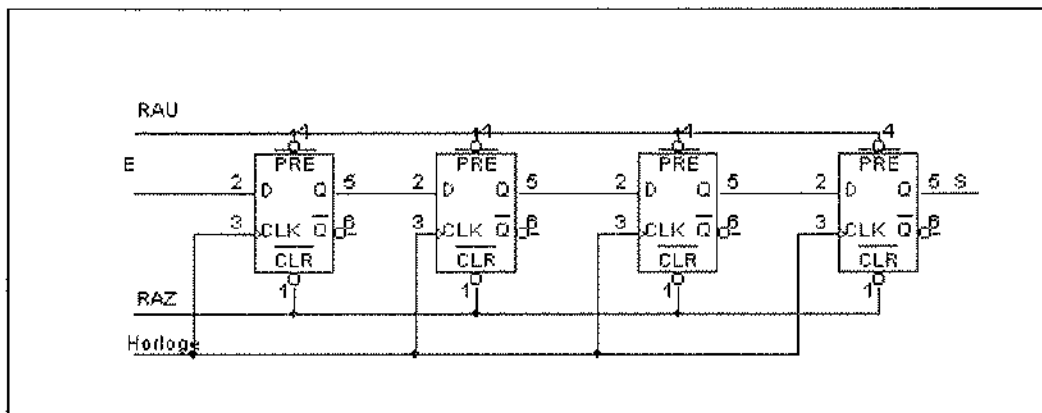 RAU
4 4 4 4
E PRE PRE PRE PRE
2 D Q 5 2 D Q 5 2 D Q 5 2 D Q 5 S
3 CLK Q 6 3 CLK Q 6 3 CLK Q 6 3 CLK Q 6
CLR CLR CLR CLR
1 1 1 1
RAZ
Horloge